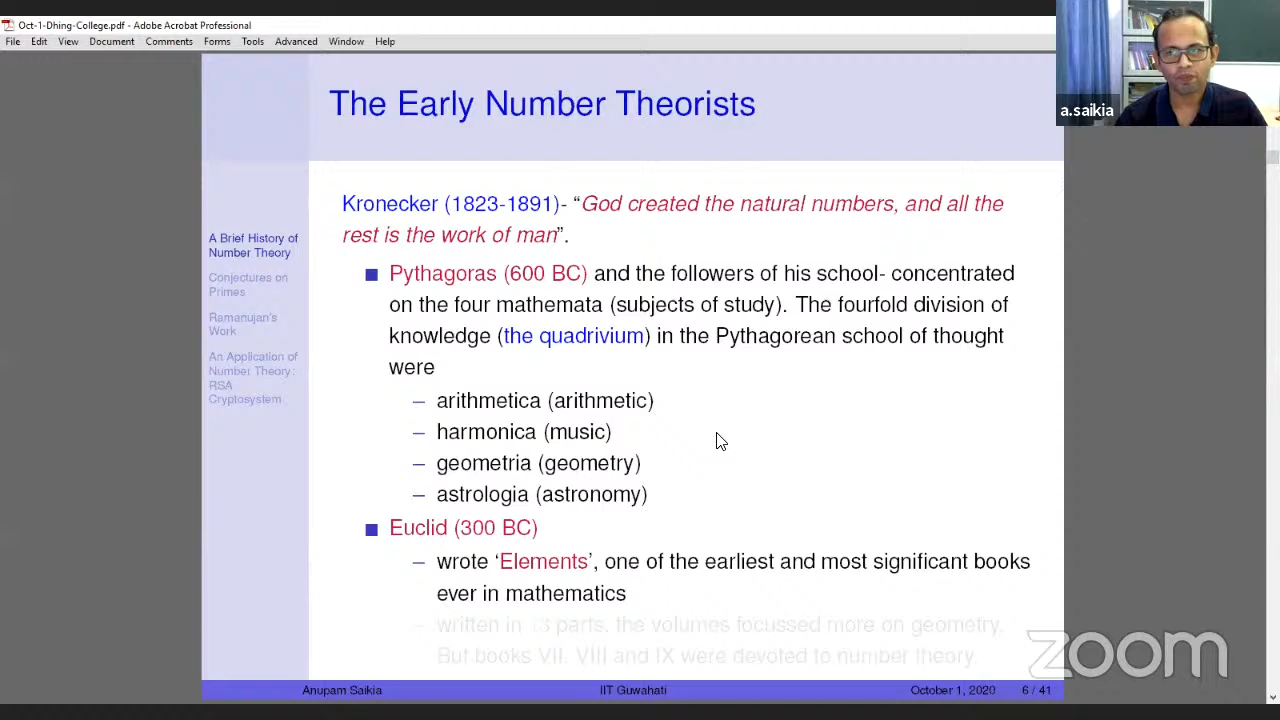 Oct-1-Dhing-College.pdf - Adobe Acrobat Professional
File Edit View Document Comments Forms Tools Advanced Window Help
a.saikia
The Early Number Theorists
A Brief History of
Number Theory
Conjectures on
Primes
Ramanujan's
Work
An Application of
Number Theory:
RSA
Cryptosystem
Kronecker (1823-1891)- “God created the natural numbers, and all the
rest is the work of man”.
Pythagoras (600 BC) and the followers of his school- concentrated
on the four mathemata (subjects of study). The fourfold division of
knowledge (the quadrivium) in the Pythagorean school of thought
were
– arithmetica (arithmetic)
– harmonica (music)
– geometria (geometry)
– astrologia (astronomy)
Euclid (300 BC)
– wrote ‘Elements’, one of the earliest and most significant books
ever in mathematics
– written in 13 parts, the volumes focussed more on geometry.
But books VII, VIII and IX were devoted to number theory.
zoom
Anupam Saikia IIT Guwahati October 1, 2020 6 / 41